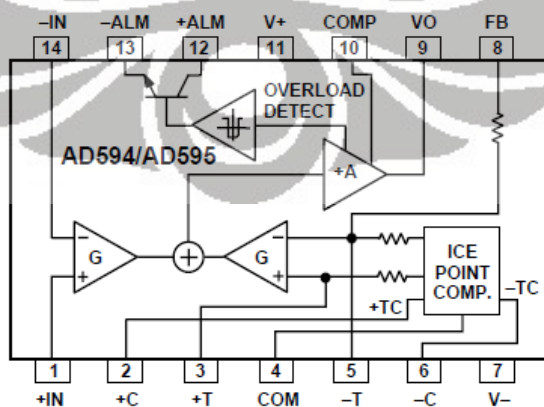 –IN –ALM +ALM V+ COMP VO FB
14 13 12 11 10 9 8
OVERLOAD
DETECT
AD594/AD595
+A
– –
G G
+ +
ICE
POINT
COMP.
–TC
+TC
1 2 3 4 5 6 7
+IN +C +T COM –T –C V–